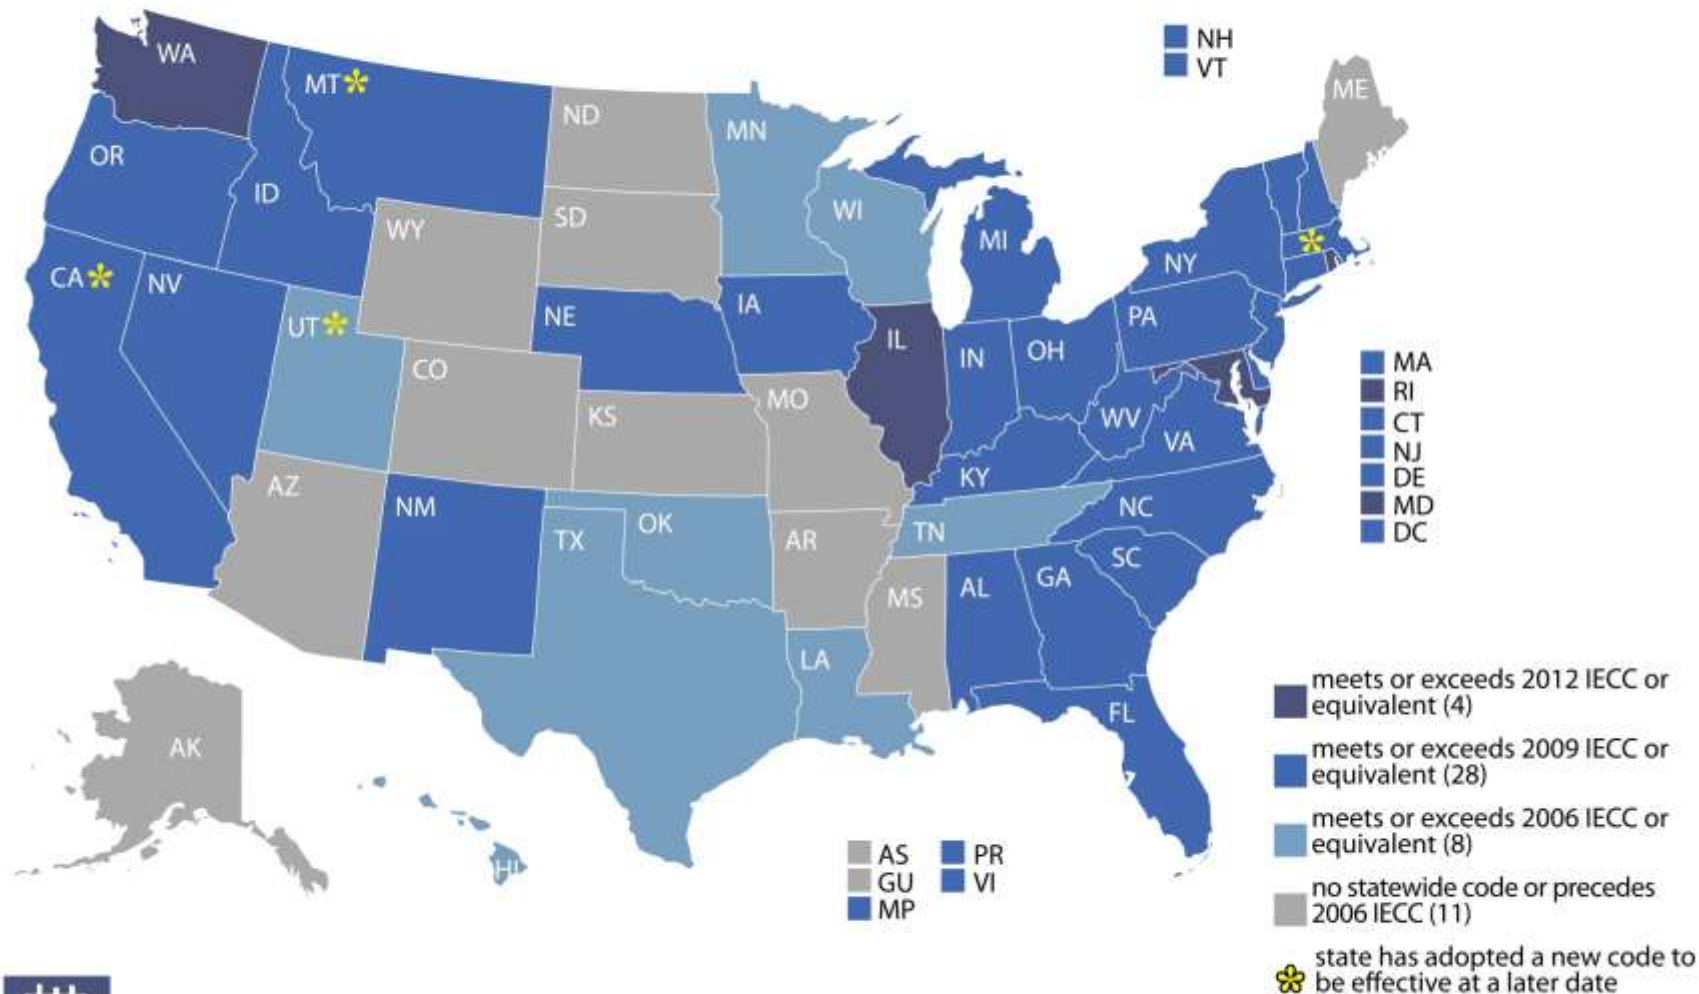 WA
MT*
ND
MN
OR
ID
WY
SD
WI
MI
ME
NH
VT
NY
CA*
NV
UT*
NE
IA
IL
IN
OH
PA
CO
KS
MO
KY
WV
VA
MA
RI
CT
NJ
DE
MD
DC
AZ
NM
TX
OK
AR
TN
NC
SC
MS
AL
GA
LA
FL
AK
HI
AS
GU
MP
PR
VI
meets or exceeds 2012 IECC or
equivalent (4)
meets or exceeds 2009 IECC or
equivalent (28)
meets or exceeds 2006 IECC or
equivalent (8)
no statewide code or precedes
2006 IECC (11)
* state has adopted a new code to
be effective at a later date